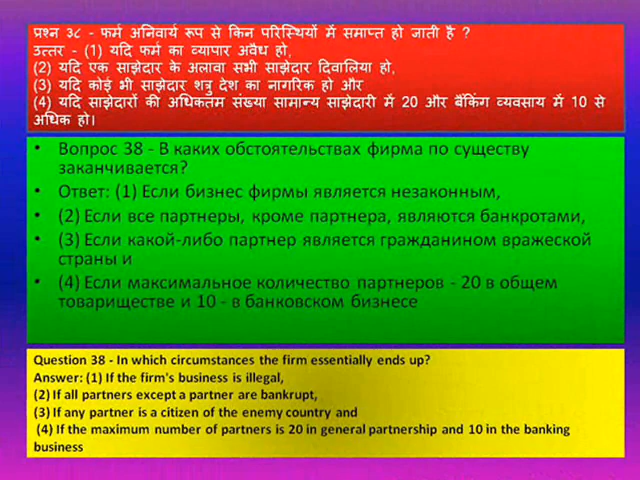 प्रश्न ३८ - फर्म अनिवार्य रूप से किन परिस्थियों में समाप्त हो जाती है ?
उत्तर - (1) यदि फर्म का व्यापार अवैध हो,
(2) यदि एक साझेदार के अलावा सभी साझेदार दिवालिया हो,
(3) यदि कोई भी साझेदार शत्रु देश का नागरिक हो और
(4) यदि साझेदारों की अधिकतम संख्या सामान्य साझेदारी में 20 और बैंकिंग व्यवसाय में 10 से
अधिक हो।
• Вопрос 38 - В каких обстоятельствах фирма по существу
заканчивается?
• Ответ: (1) Если бизнес фирмы является незаконным,
• (2) Если все партнеры, кроме партнера, являются банкротами,
• (3) Если какой-либо партнер является гражданином вражеской
страны и
• (4) Если максимальное количество партнеров - 20 в общем
товариществе и 10 - в банковском бизнесе
Question 38 - In which circumstances the firm essentially ends up?
Answer: (1) If the firm's business is illegal,
(2) If all partners except a partner are bankrupt,
(3) If any partner is a citizen of the enemy country and
(4) If the maximum number of partners is 20 in general partnership and 10 in the banking
business